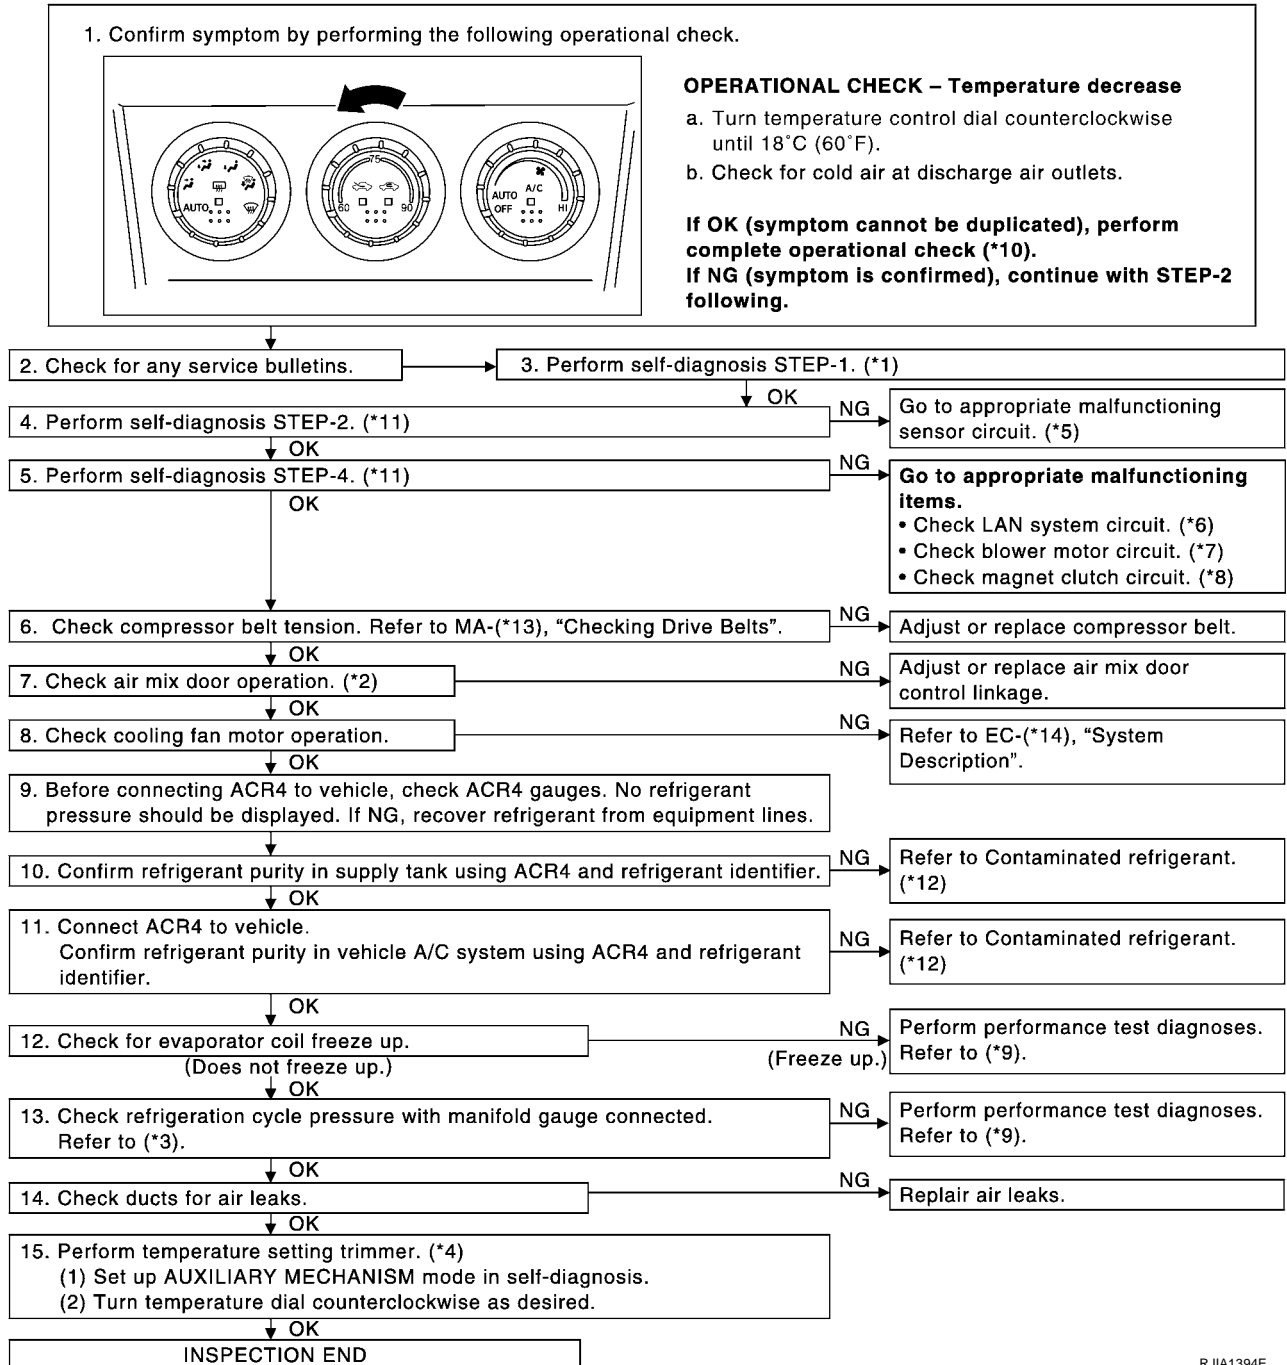 1. Confirm symptom by performing the following operational check.
75
60
90
AUTO
AUTO
OFF
A/C
HI
OPERATIONAL CHECK – Temperature decrease
a. Turn temperature control dial counterclockwise
until 18˚C (60˚F).
b. Check for cold air at discharge air outlets.
If OK (symptom cannot be duplicated), perform
complete operational check (*10).
If NG (symptom is confirmed), continue with STEP-2
following.
2. Check for any service bulletins.
3. Perform self-diagnosis STEP-1. (*1)
OK
4. Perform self-diagnosis STEP-2. (*11)
NG
Go to appropriate malfunctioning
sensor circuit. (*5)
OK
5. Perform self-diagnosis STEP-4. (*11)
NG
Go to appropriate malfunctioning
items.
• Check LAN system circuit. (*6)
• Check blower motor circuit. (*7)
• Check magnet clutch circuit. (*8)
OK
6. Check compressor belt tension. Refer to MA-(*13), “Checking Drive Belts”.
NG
Adjust or replace compressor belt.
OK
7. Check air mix door operation. (*2)
NG
Adjust or replace air mix door
control linkage.
OK
8. Check cooling fan motor operation.
NG
Refer to EC-(*14), “System
Description”.
OK
9. Before connecting ACR4 to vehicle, check ACR4 gauges. No refrigerant
pressure should be displayed. If NG, recover refrigerant from equipment lines.
10. Confirm refrigerant purity in supply tank using ACR4 and refrigerant identifier.
NG
Refer to Contaminated refrigerant.
(*12)
OK
11. Connect ACR4 to vehicle.
Confirm refrigerant purity in vehicle A/C system using ACR4 and refrigerant
identifier.
NG
Refer to Contaminated refrigerant.
(*12)
OK
12. Check for evaporator coil freeze up.
(Does not freeze up.)
NG
(Freeze up.)
Perform performance test diagnoses.
Refer to (*9).
OK
13. Check refrigeration cycle pressure with manifold gauge connected.
Refer to (*3).
NG
Perform performance test diagnoses.
Refer to (*9).
OK
14. Check ducts for air leaks.
NG
Replair air leaks.
OK
15. Perform temperature setting trimmer. (*4)
(1) Set up AUXILIARY MECHANISM mode in self-diagnosis.
(2) Turn temperature dial counterclockwise as desired.
OK
INSPECTION END
RJIA1394E